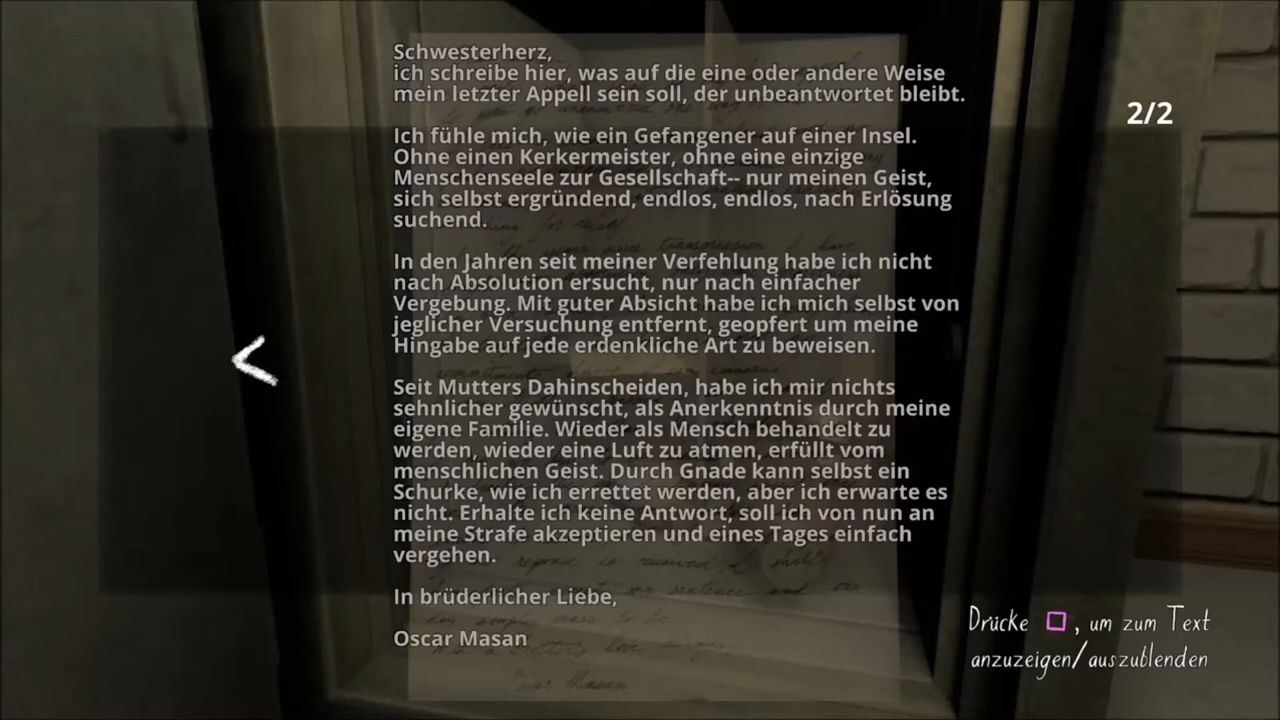 Schwesterherz,
ich schreibe hier, was auf die eine oder andere Weise
mein letzter Appell sein soll, der unbeantwortet bleibt.
2/2
Ich fühle mich, wie ein Gefangener auf einer Insel.
Ohne einen Kerkermeister, ohne eine einzige
Menschenseele zur Gesellschaft-- nur meinen Geist,
sich selbst ergründend, endlos, endlos, nach Erlösung
suchend.
In den Jahren seit meiner Verfehlung habe ich nicht
nach Absolution ersucht, nur nach einfacher
Vergebung. Mit guter Absicht habe ich mich selbst von
jeglicher Versuchung entfernt, geopfert um meine
Hingabe auf jede erdenkliche Art zu beweisen.
Seit Mutters Dahinscheiden, habe ich mir nichts
sehnlicher gewünscht, als Anerkenntnis durch meine
eigene Familie. Wieder als Mensch behandelt zu
werden, wieder eine Luft zu atmen, erfüllt vom
menschlichen Geist. Durch Gnade kann selbst ein
Schurke, wie ich errettet werden, aber ich erwarte es
nicht. Erhalte ich keine Antwort, soll ich von nun an
meine Strafe akzeptieren und eines Tages einfach
vergehen.
In brüderlicher Liebe,
Oscar Masan
Drücke □, um zum Text
anzuzeigen/auszublenden